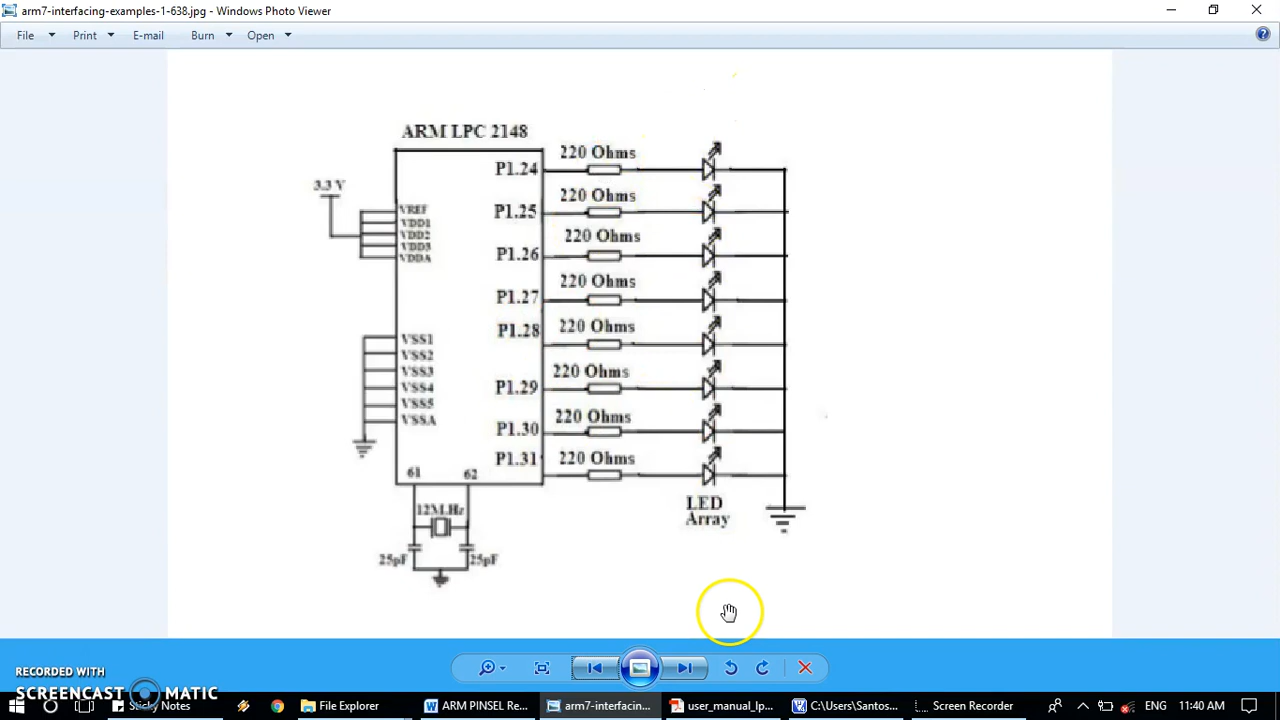 arm7-interfacing-examples-1-638.jpg - Windows Photo Viewer
File Print E-mail Burn Open
ARM LPC 2148
3.3 V
VREF
VDD1
VDD2
VDD3
VDDA
VSS1
VSS2
VSS3
VSS4
VSS5
VSSA
61 62
12M.Hz
25pF 25pF
P1.24 220 Ohms
P1.25 220 Ohms
P1.26 220 Ohms
P1.27 220 Ohms
P1.28 220 Ohms
P1.29 220 Ohms
P1.30 220 Ohms
P1.31 220 Ohms
LED
Array
RECORDED WITH
SCREENCAST MATIC
Sticky Notes File Explorer ARM PINSEL Re... arm7-interfacin... user_manual_lp... C:\Users\Santos... Screen Recorder ENG 11:40 AM